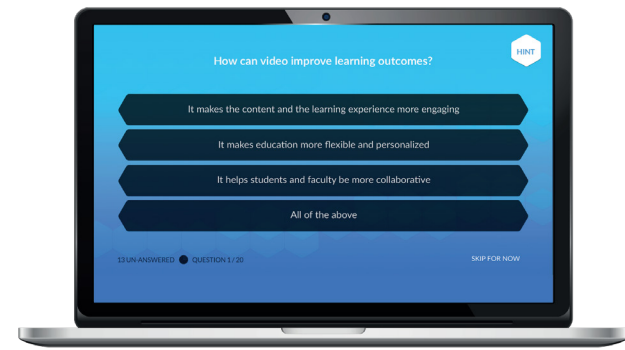 HINT
How can video improve learning outcomes?
It makes the content and the learning experience more engaging
It makes education more flexible and personalized
It helps students and faculty be more collaborative
All of the above
13 UN-ANSWERED QUESTION 1 / 20 SKIP FOR NOW